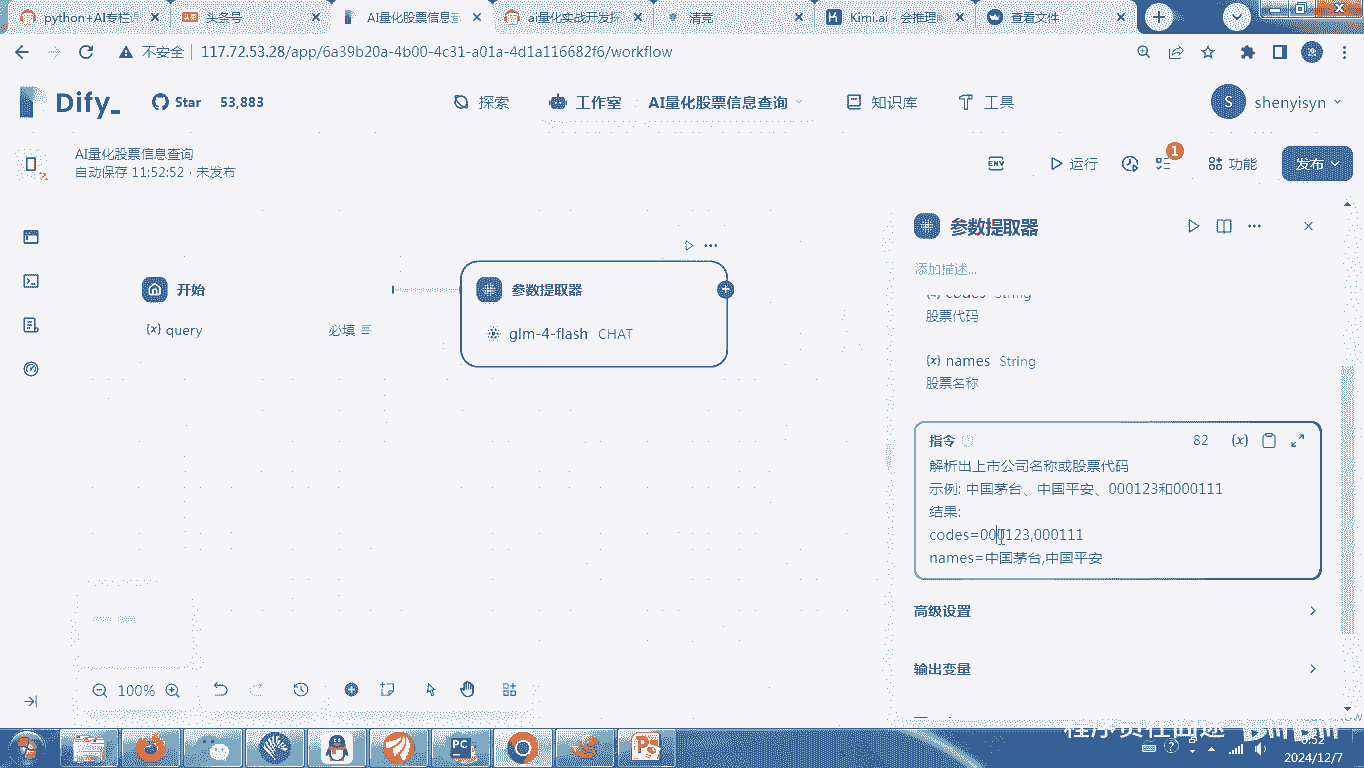 python+AI专栏
头条号
AI量化股票信息查
ai量化实战开发
清亮
Kimi.ai - 会推理
查看文件
不安全 117.72.53.28/app/6a39b20a-4b00-4c31-a01a-4d1a116682f6/workflow
Dify_ Star 53,883 探索 工作室 AI量化股票信息查询 知识库 工具 S shenyisyn
AI量化股票信息查询
自动保存 11:52:52 · 未发布
ENV 运行 1 功能 发布
开始
{x} query 必填
参数提取器
glm-4-flash CHAT
参数提取器
添加描述...
{x} codes String
股票代码
{x} names String
股票名称
指令 82 {x}
解析出上市公司名称或股票代码
示例: 中国茅台、中国平安、000123和000111
结果:
codes=000123,000111
names=中国茅台,中国平安
高级设置
输出变量
100%
程序员在囧途 bilibili
2024/12/7